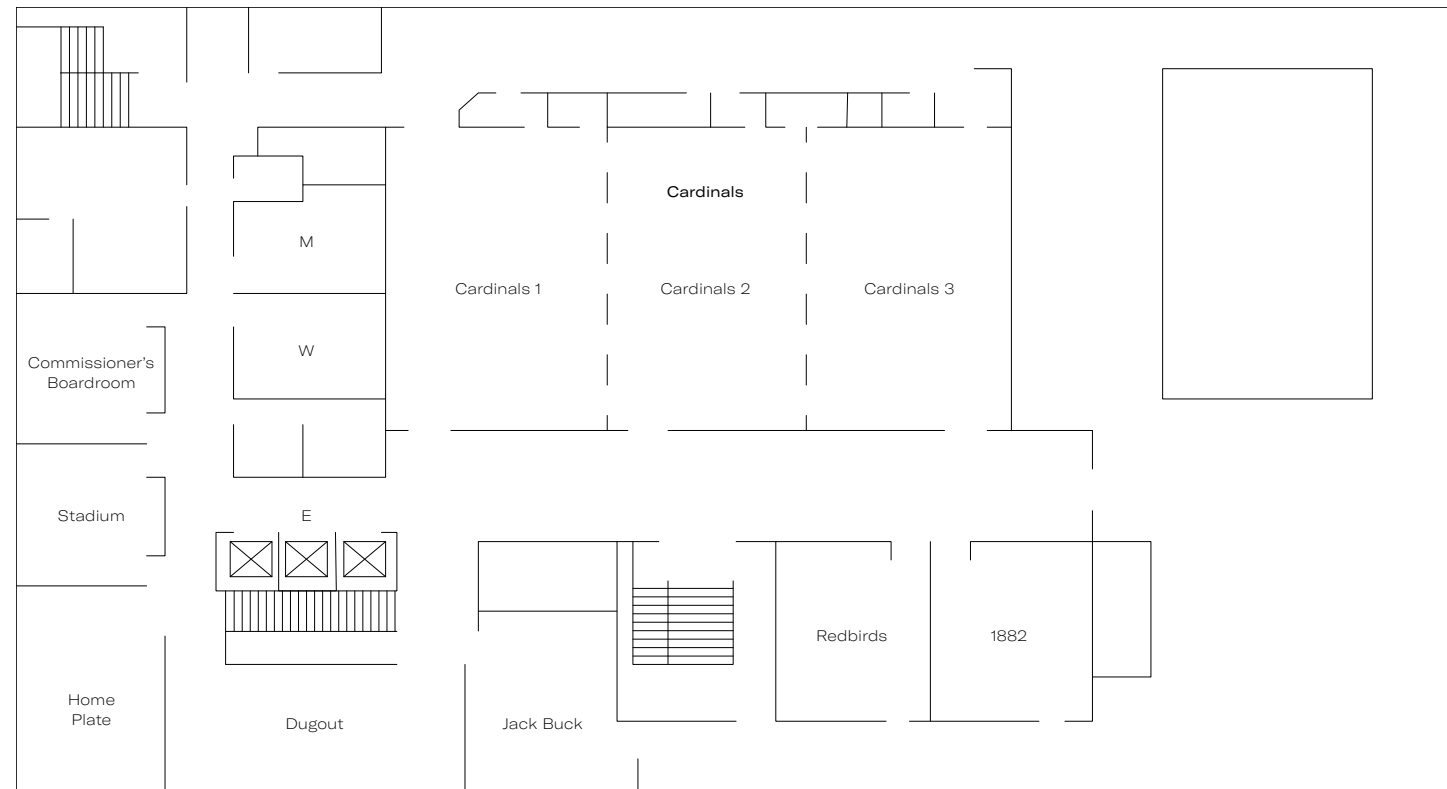 Cardinals
M
Cardinals 1
Cardinals 2
Cardinals 3
W
Commissioner's
Boardroom
Stadium
E
Redbirds
1882
Home
Plate
Dugout
Jack Buck